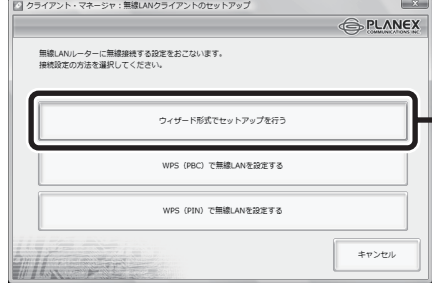 クライアント・マネージャ：無線LANクライアントのセットアップ
PLANEX
COMMUNICATIONS INC.
無線LANルーターに無線接続する設定をおこないます。
接続設定の方法を選択してください。
ウィザード形式でセットアップを行う
WPS（PBC）で無線LANを設定する
WPS（PIN）で無線LANを設定する
キャンセル